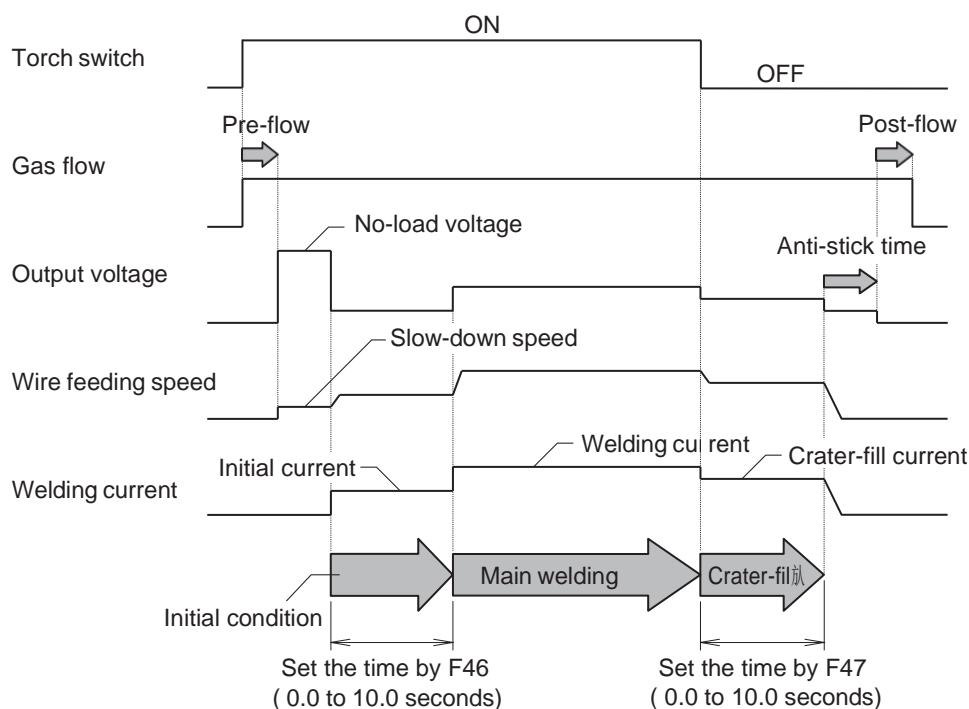 ON
Torch switch
OFF
Pre-flow
Post-flow
Gas flow
No-load voltage
Anti-stick time
Output voltage
Slow-down speed
Wire feeding speed
Welding current
Initial current
Crater-fill current
Welding current
Main welding
Crater-fil
Initial condition
Set the time by F46
( 0.0 to 10.0 seconds)
Set the time by F47
( 0.0 to 10.0 seconds)